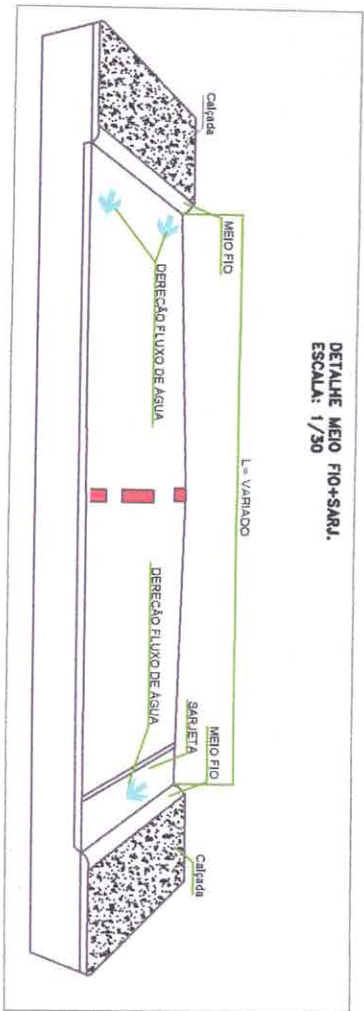 DETALHE MEIO FIO+SARJ.
ESCALA: 1/30
L= VARIADO
Calçada
MEIO FIO
DEREÇÃO FLUXO DE ÁGUA
DEREÇÃO FLUXO DE ÁGUA
SARJETA
MEIO FIO
Calçada